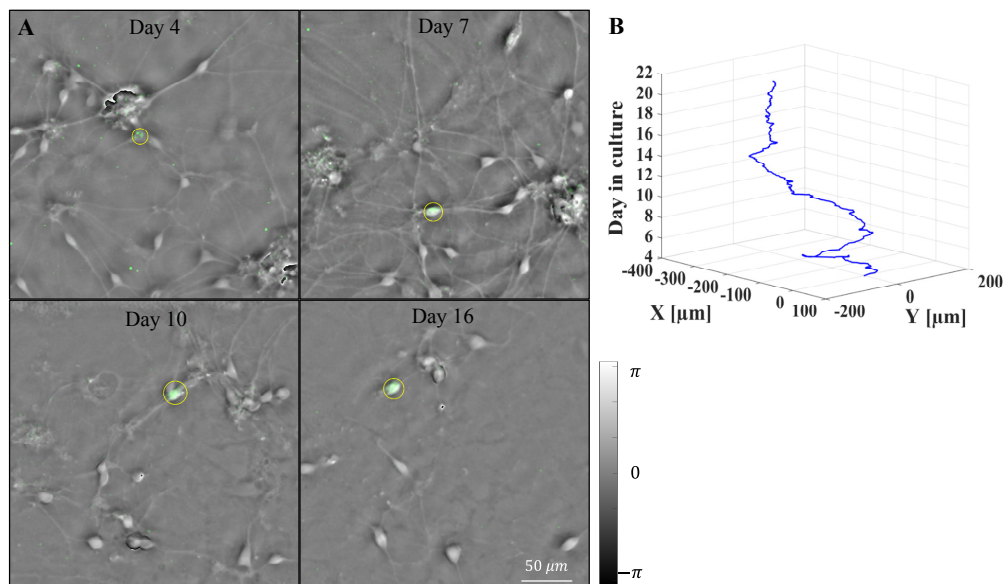 A
Day 4
Day 7
Day 10
Day 16
50 μm
B
22
20
18
16
14
12
10
8
6
4
Day in culture
-400
-300
-200
-100
0
100
X [μm]
-200
0
200
Y [μm]
π
0
−π